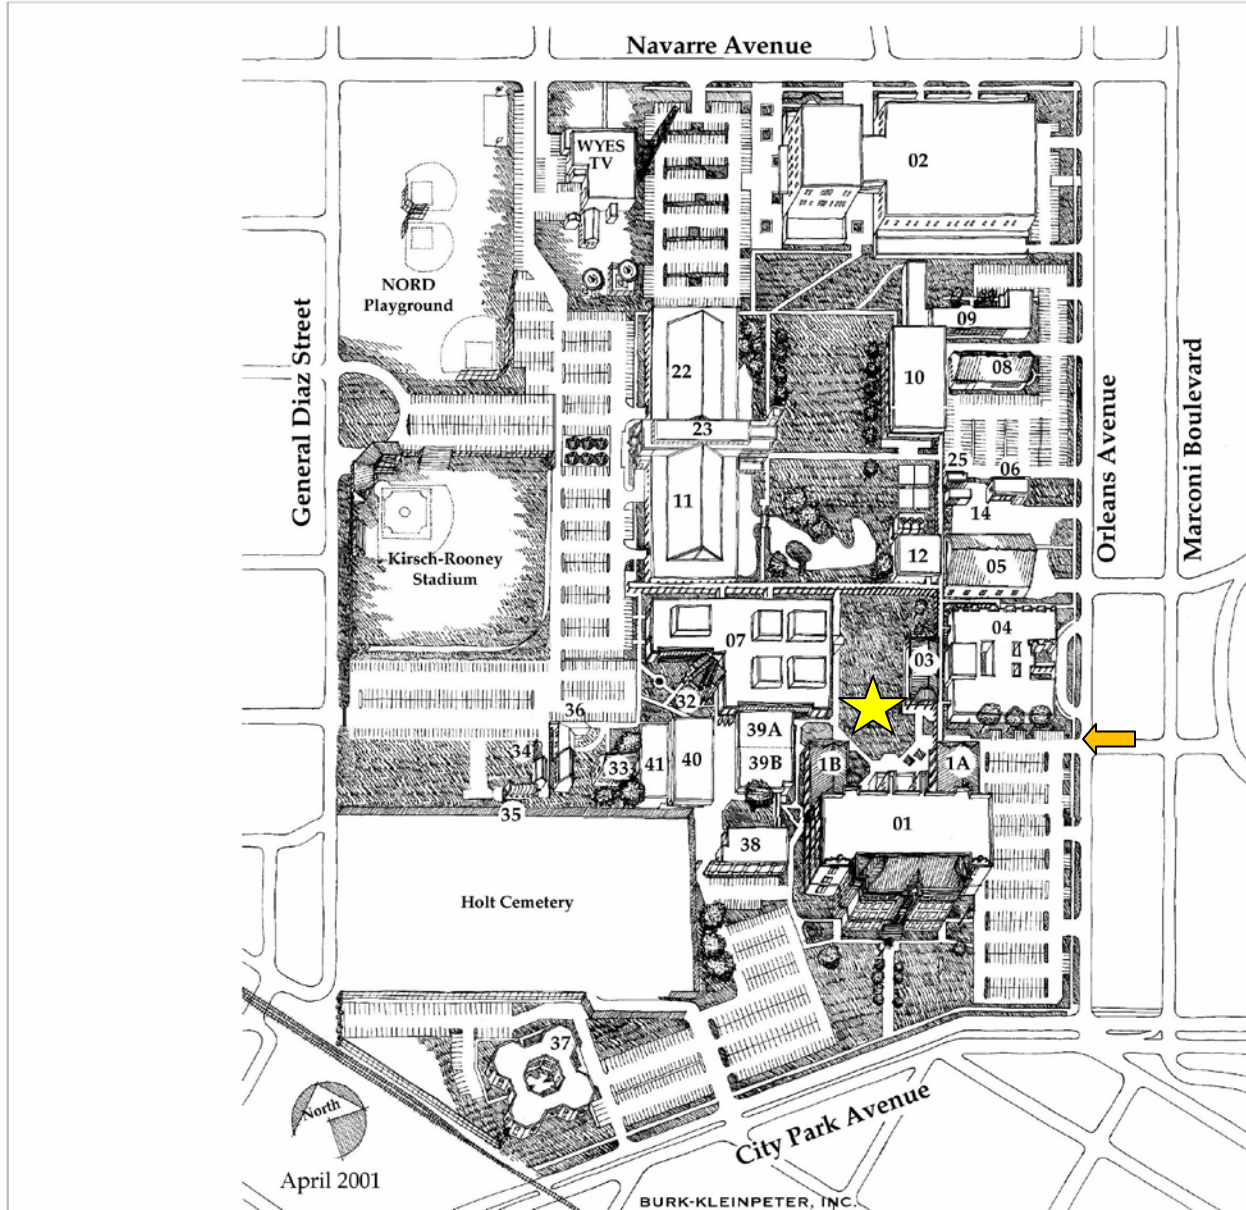 Navarre Avenue
WYES
TV
02
NORD
Playground
09
08
22
10
23
General Diaz Street
Orleans Avenue
Marconi Boulevard
25
06
11
14
Kirsch-Rooney
Stadium
12
05
07
04
03
32
36
39A
34
33
41
40
39B
1B
1A
35
01
38
Holt Cemetery
37
North
City Park Avenue
April 2001
BURK-KLEINPETER, INC.